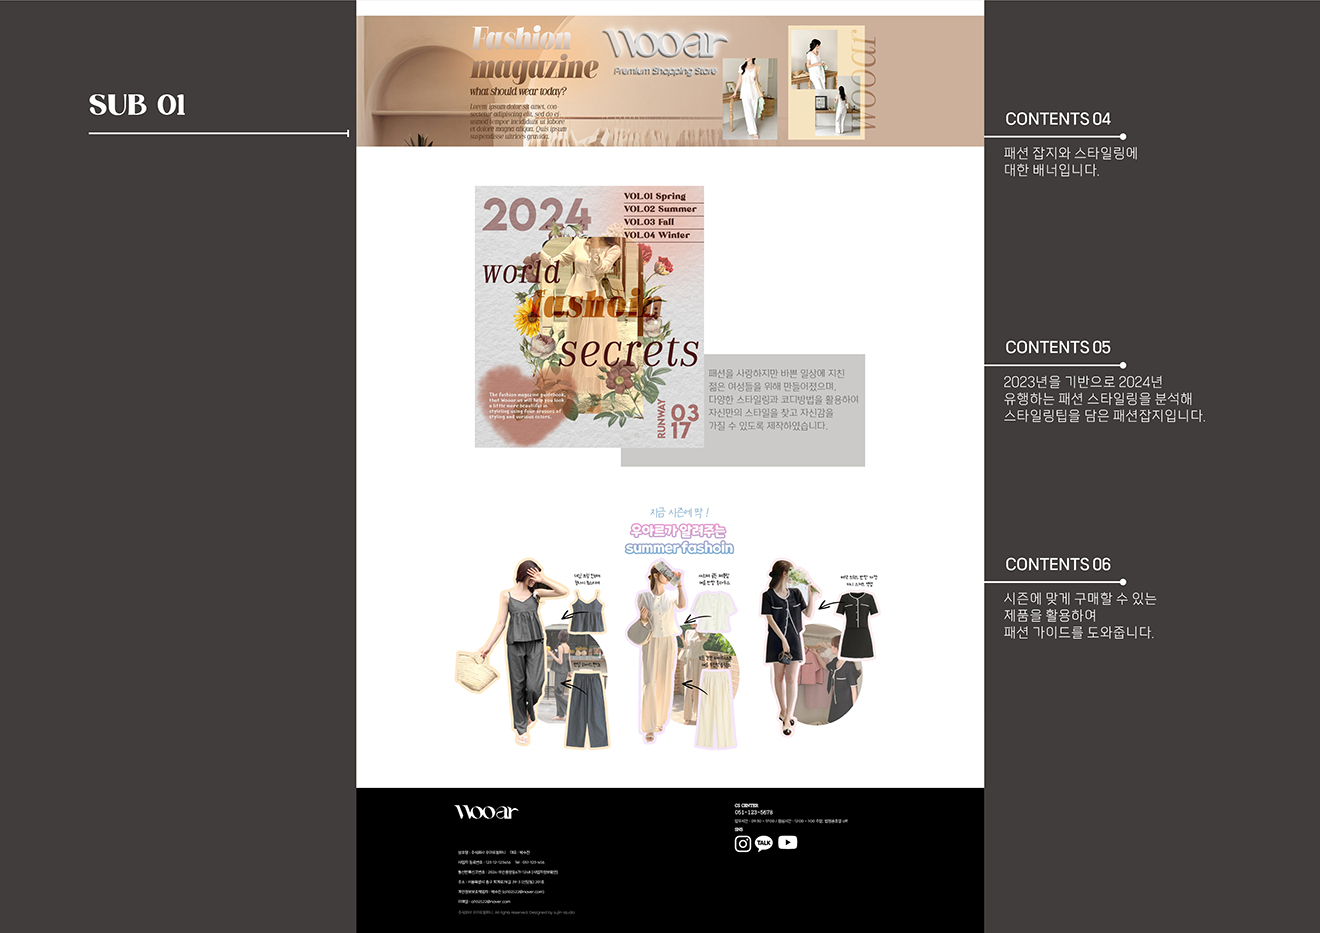 SUB 01
Fashion
magazine
what should wear today?
Lorem ipsum dolor sit amet, con-
sectetur adipiscing elit, sed do ei
usmod tempor incididunt ut labore
et dolore magna aliqua. Quis ipsum
suspendisse ultrices gravida.
Wooar
Premium Shopping Store
wooar
CONTENTS 04
패션 잡지와 스타일링에
대한 배너입니다.
2024
VOL.01 Spring
VOL.02 Summer
VOL.03 Fall
VOL.04 Winter
world
fashoin
secrets
The fashion magazine guidebook,
that Wooar us will help you look
a little more beautiful in
styleing using four seasons of
styling and various colors.
RUNWAY
03
17
패션을 사랑하지만 바쁜 일상에 지친
젊은 여성들을 위해 만들어졌으며,
다양한 스타일링과 코디방법을 활용하여
자신만의 스타일을 찾고 자신감을
가질 수 있도록 제작하였습니다.
CONTENTS 05
2023년을 기반으로 2024년
유행하는 패션 스타일링을 분석해
스타일링팁을 담은 패션잡지입니다.
지금 시즌에 딱 !
우아르가 알려주는
summer fashoin
CONTENTS 06
시즌에 맞게 구매할 수 있는
제품을 활용하여
패션 가이드를 도와줍니다.
Wooar
CS CENTER
051-123-5678
SNS
TALK